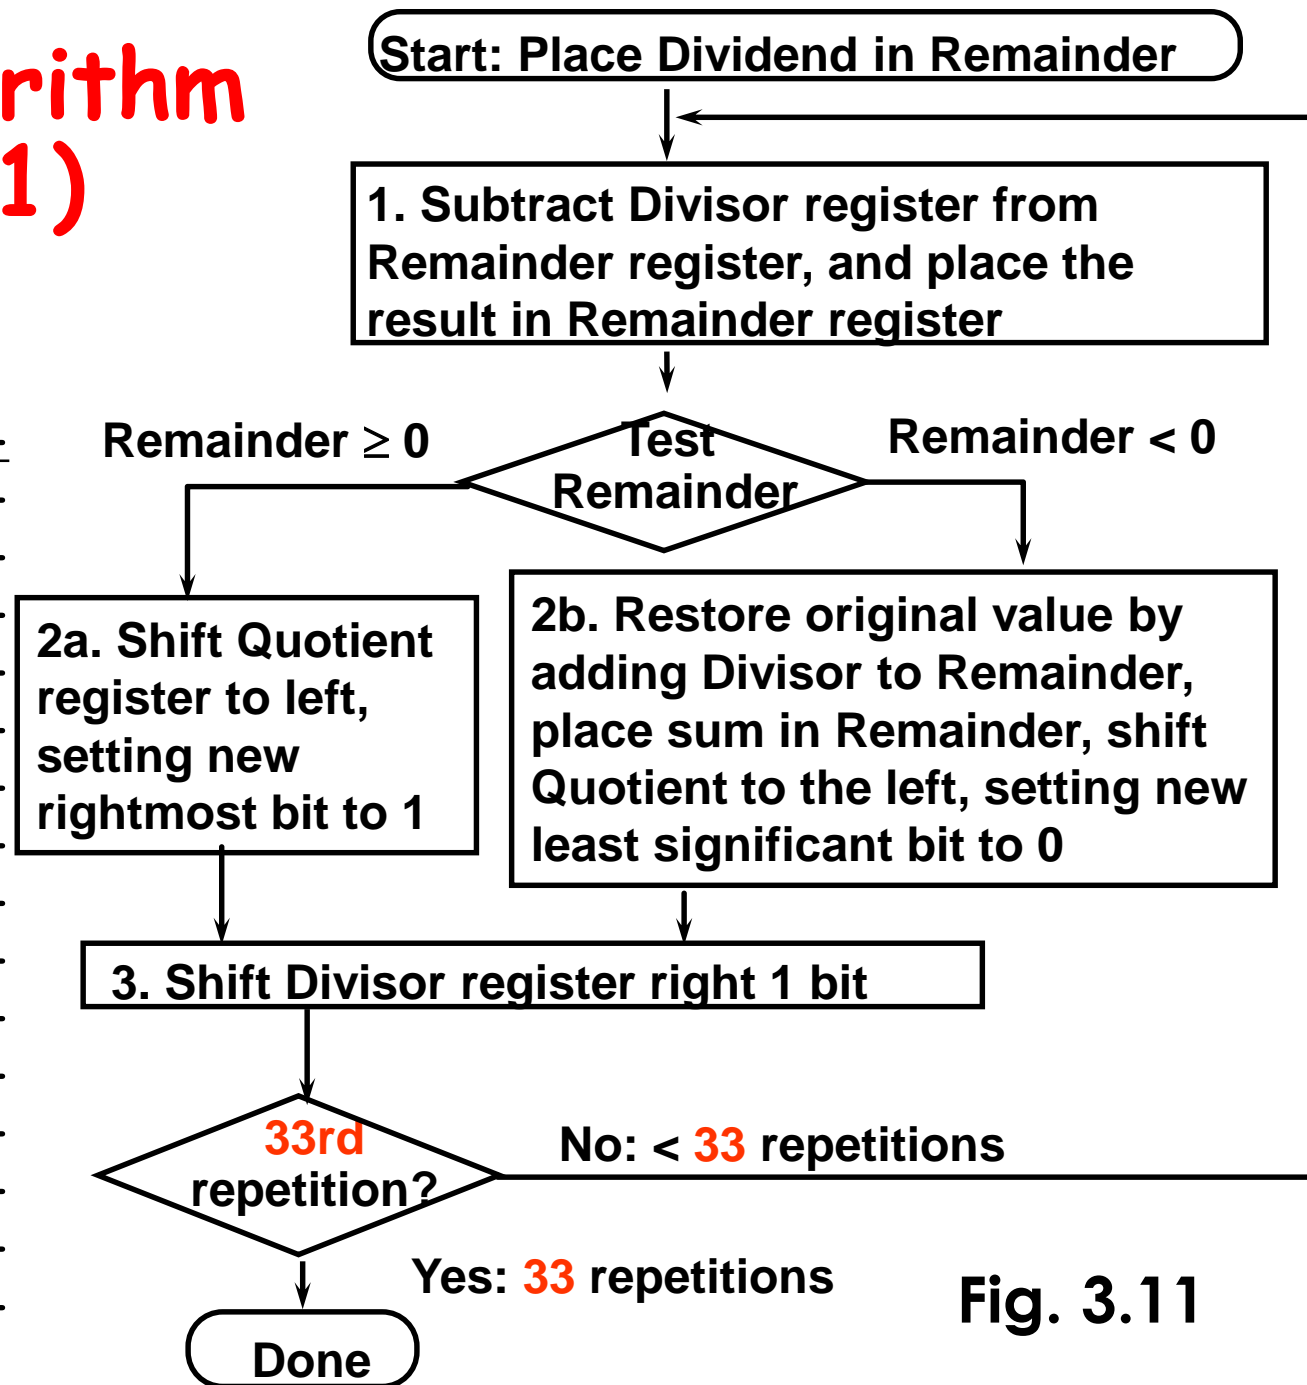 rithm
1)
Start: Place Dividend in Remainder
1. Subtract Divisor register from
Remainder register, and place the
result in Remainder register
Remainder ≥ 0
Test
Remainder
Remainder < 0
2a. Shift Quotient
register to left,
setting new
rightmost bit to 1
2b. Restore original value by
adding Divisor to Remainder,
place sum in Remainder, shift
Quotient to the left, setting new
least significant bit to 0
3. Shift Divisor register right 1 bit
33rd
repetition?
No: < 33 repetitions
Yes: 33 repetitions
Done
Fig. 3.11